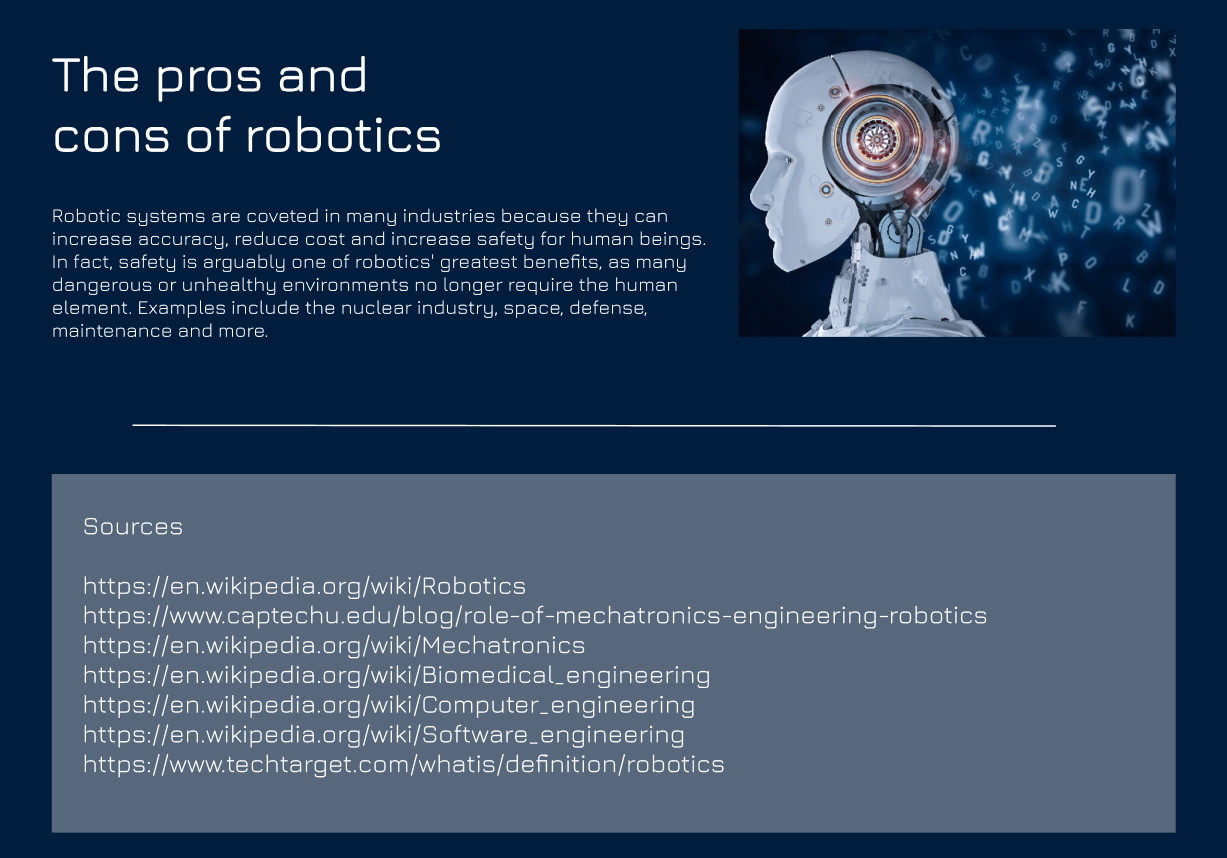 The pros and
cons of robotics
Robotic systems are coveted in many industries because they can
increase accuracy, reduce cost and increase safety for human beings.
In fact, safety is arguably one of robotics' greatest benefits, as many
dangerous or unhealthy environments no longer require the human
element. Examples include the nuclear industry, space, defense,
maintenance and more.
Sources
https://en.wikipedia.org/wiki/Robotics
https://www.captechu.edu/blog/role-of-mechatronics-engineering-robotics
https://en.wikipedia.org/wiki/Mechatronics
https://en.wikipedia.org/wiki/Biomedical_engineering
https://en.wikipedia.org/wiki/Computer_engineering
https://en.wikipedia.org/wiki/Software_engineering
https://www.techtarget.com/whatis/definition/robotics